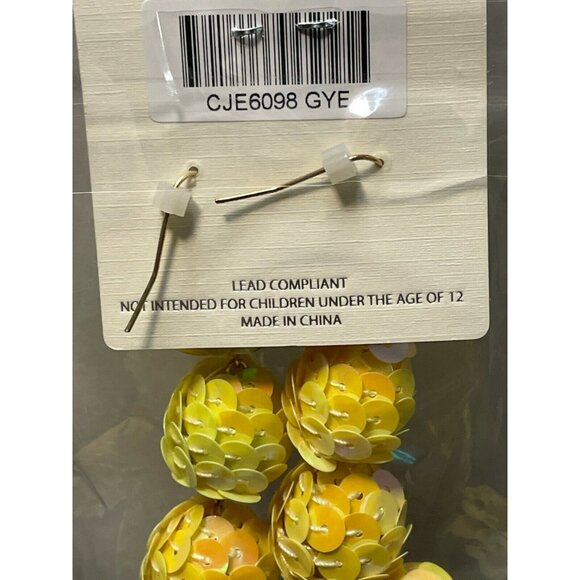 CJE6098 GYE
LEAD COMPLIANT
NOT INTENDED FOR CHILDREN UNDER THE AGE OF 12
MADE IN CHINA